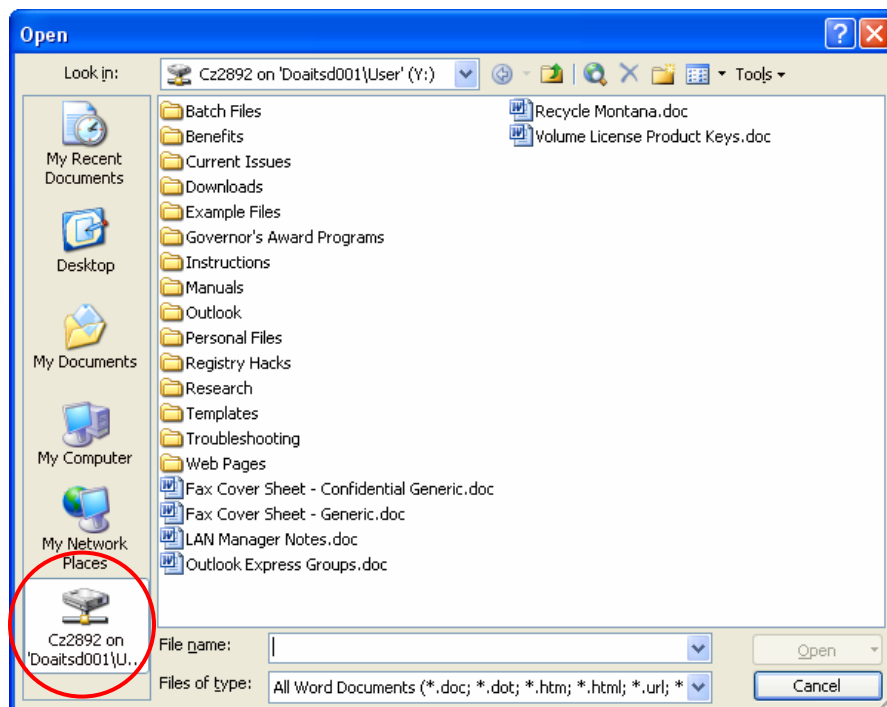 Open
Look in:
Cz2892 on 'Doaitsd001\User' (Y:)
Tools
My Recent
Documents
Desktop
My Documents
My Computer
My Network
Places
Cz2892 on
'Doaitsd001\U...
Batch Files
Benefits
Current Issues
Downloads
Example Files
Governor's Award Programs
Instructions
Manuals
Outlook
Personal Files
Registry Hacks
Research
Templates
Troubleshooting
Web Pages
Fax Cover Sheet - Confidential Generic.doc
Fax Cover Sheet - Generic.doc
LAN Manager Notes.doc
Outlook Express Groups.doc
Recycle Montana.doc
Volume License Product Keys.doc
File name:
Open
Files of type:
All Word Documents (*.doc; *.dot; *.htm; *.html; *.url; *
Cancel